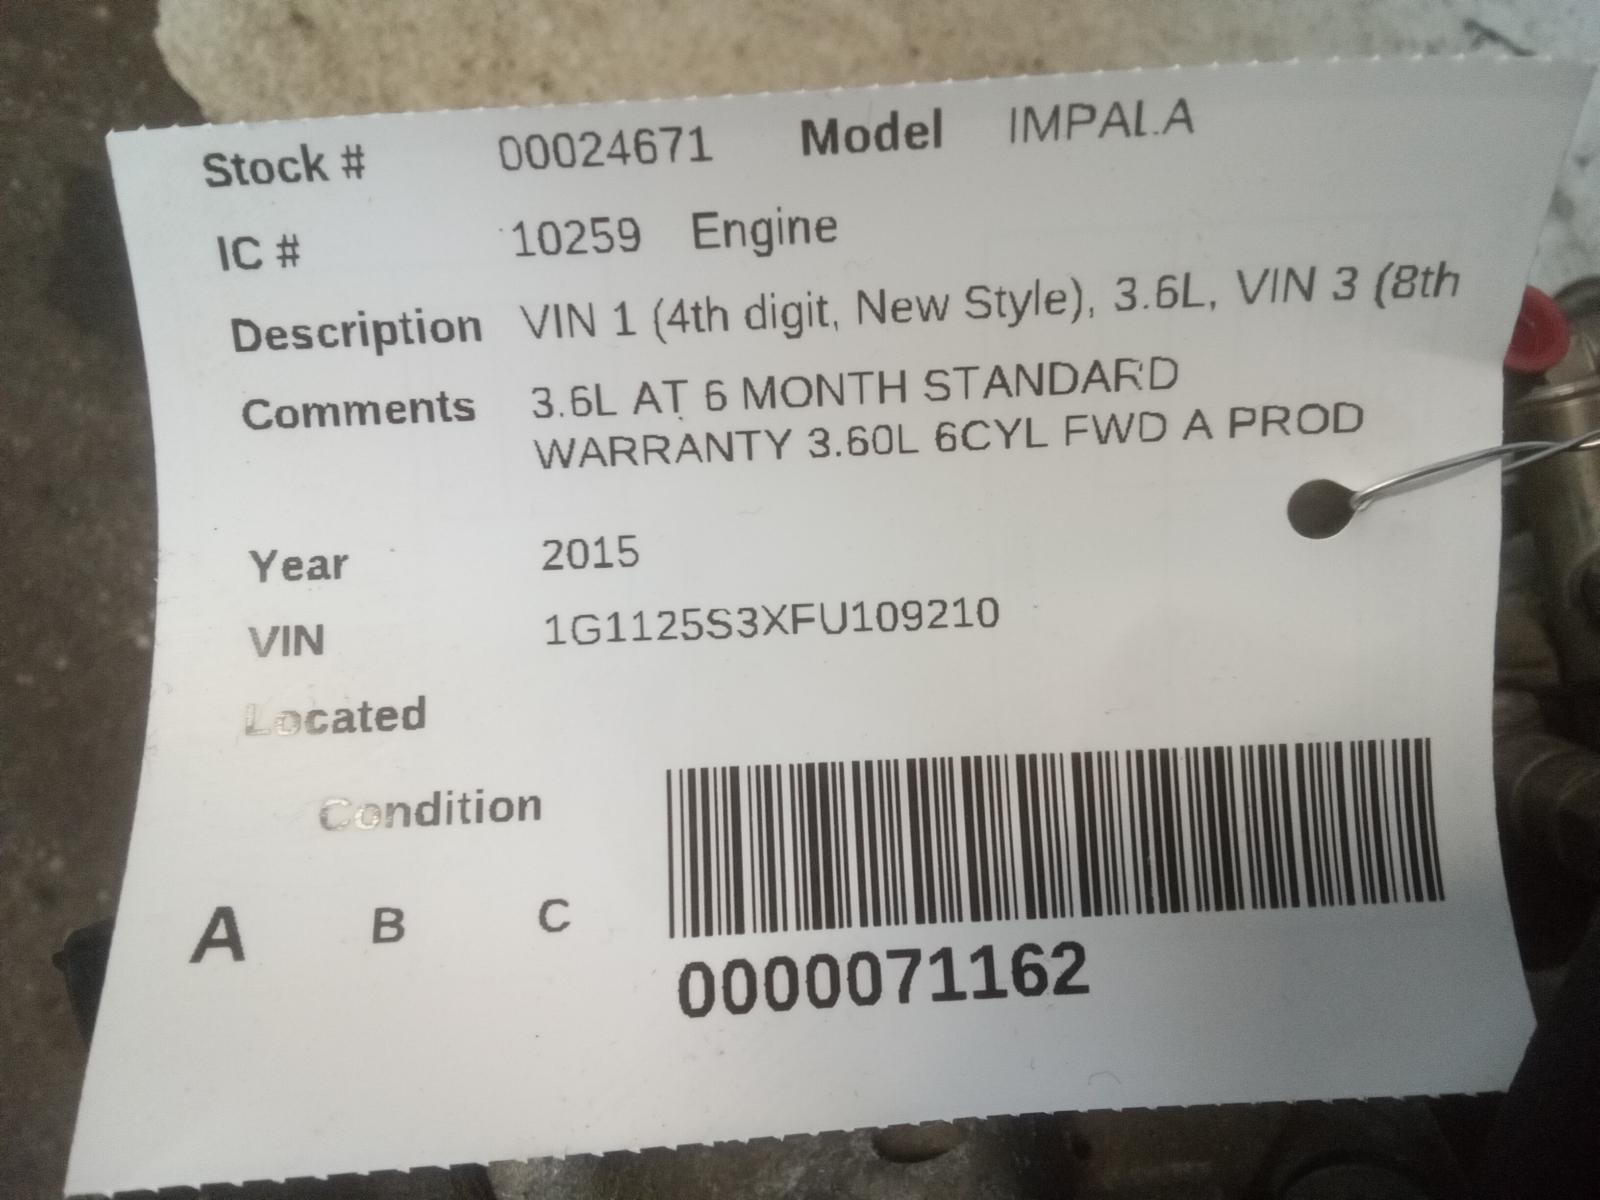 Stock # 00024671 Model IMPALA
IC # 10259 Engine
Description VIN 1 (4th digit, New Style), 3.6L, VIN 3 (8th
Comments 3.6L AT 6 MONTH STANDARD
WARRANTY 3.60L 6CYL FWD A PROD
Year 2015
VIN 1G1125S3XFU109210
Located
Condition
A B C
0000071162